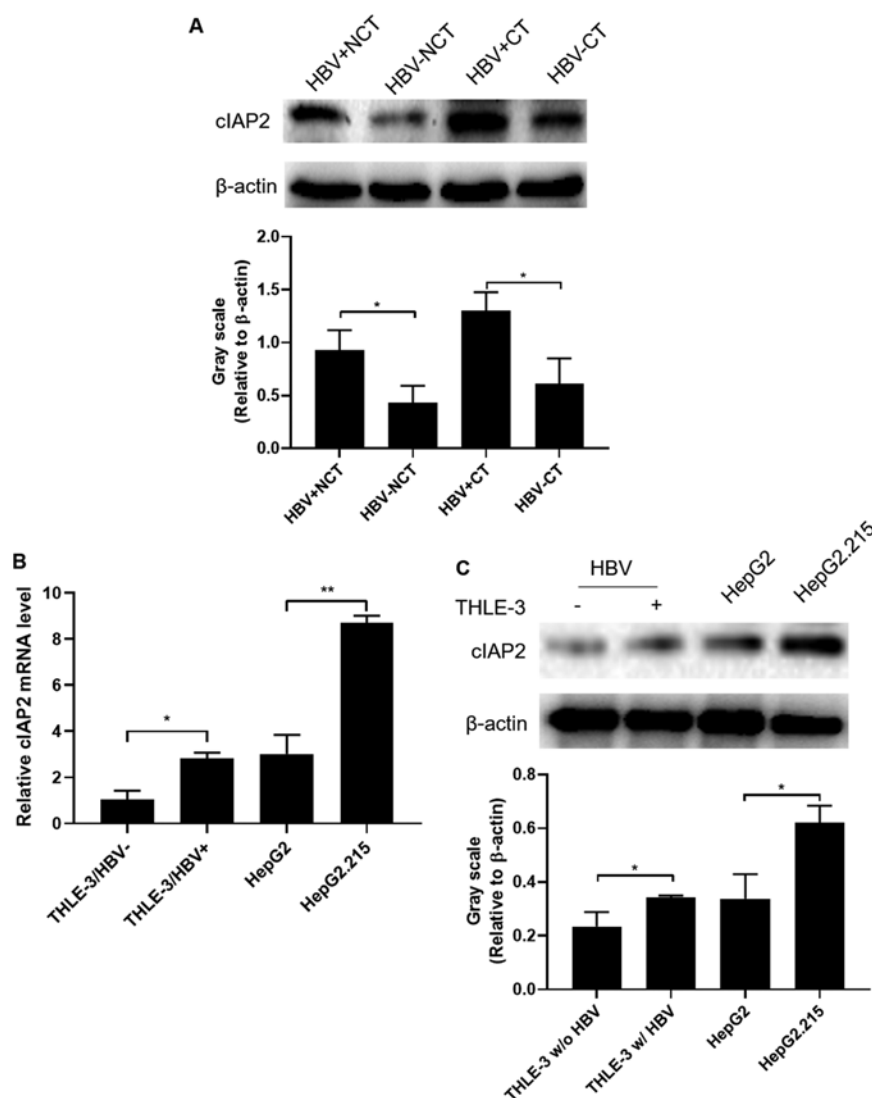 A
HBV+NCT HBV-NCT HBV+CT HBV-CT
cIAP2
β-actin
Gray scale
(Relative to β-actin)
2.0
1.5
1.0
0.5
0.0
* *
HBV+NCT HBV-NCT HBV+CT HBV-CT
B
Relative cIAP2 mRNA level
10
8
6
4
2
0
* **
THLE-3/HBV- THLE-3/HBV+ HepG2 HepG2.215
C
HBV HepG2 HepG2.215
THLE-3 - +
cIAP2
β-actin
Gray scale
(Relative to β-actin)
0.8
0.6
0.4
0.2
0.0
* *
THLE-3 w/o HBV THLE-3 w/ HBV HepG2 HepG2.215